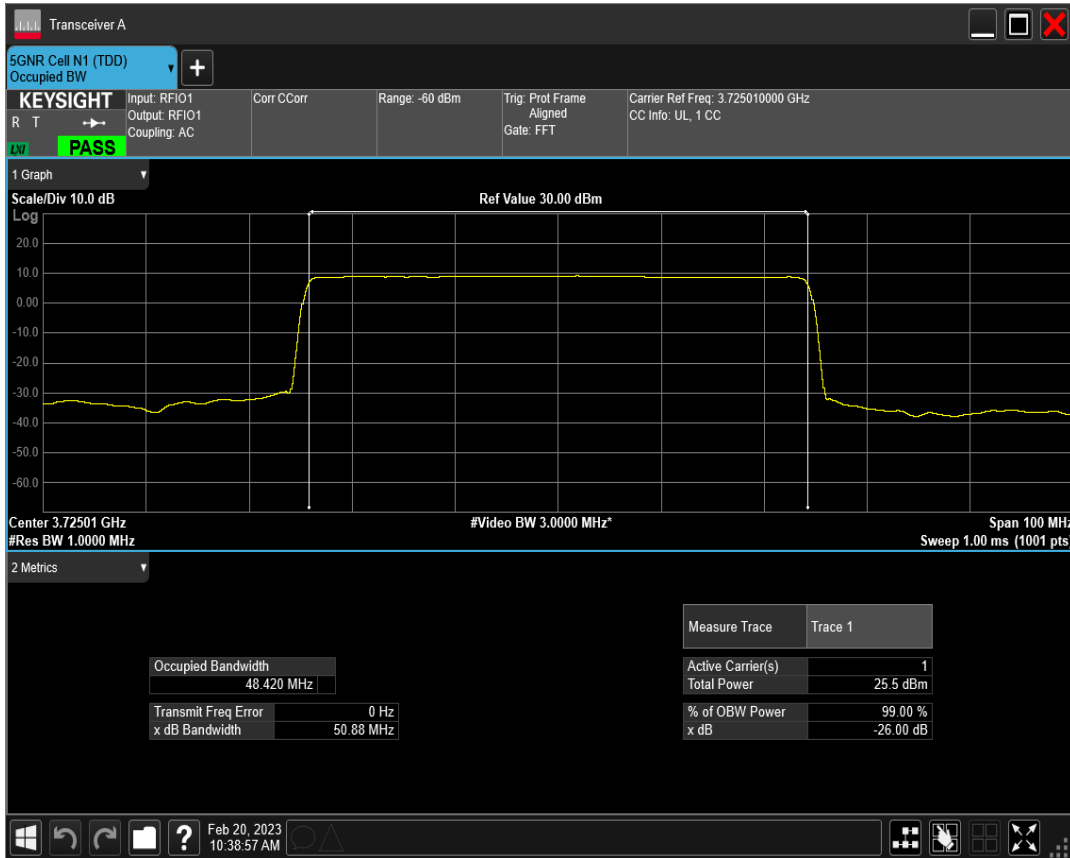 Transceiver A
5GNR Cell N1 (TDD)
Occupied BW
+
KEYSIGHT
R T
LXI
PASS
Input: RFIO1
Output: RFIO1
Coupling: AC
Corr CCorr
Range: -60 dBm
Trig: Prot Frame
Aligned
Gate: FFT
Carrier Ref Freq: 3.725010000 GHz
CC Info: UL, 1 CC
1 Graph
Scale/Div 10.0 dB
Ref Value 30.00 dBm
Log
20.0
10.0
0.00
-10.0
-20.0
-30.0
-40.0
-50.0
-60.0
Center 3.72501 GHz
#Video BW 3.0000 MHz*
Span 100 MHz
#Res BW 1.0000 MHz
Sweep 1.00 ms (1001 pts)
2 Metrics
Measure Trace Trace 1
Occupied Bandwidth
48.420 MHz
Active Carrier(s) 1
Total Power 25.5 dBm
Transmit Freq Error 0 Hz
x dB Bandwidth 50.88 MHz
% of OBW Power 99.00 %
x dB -26.00 dB
?
Feb 20, 2023
10:38:57 AM